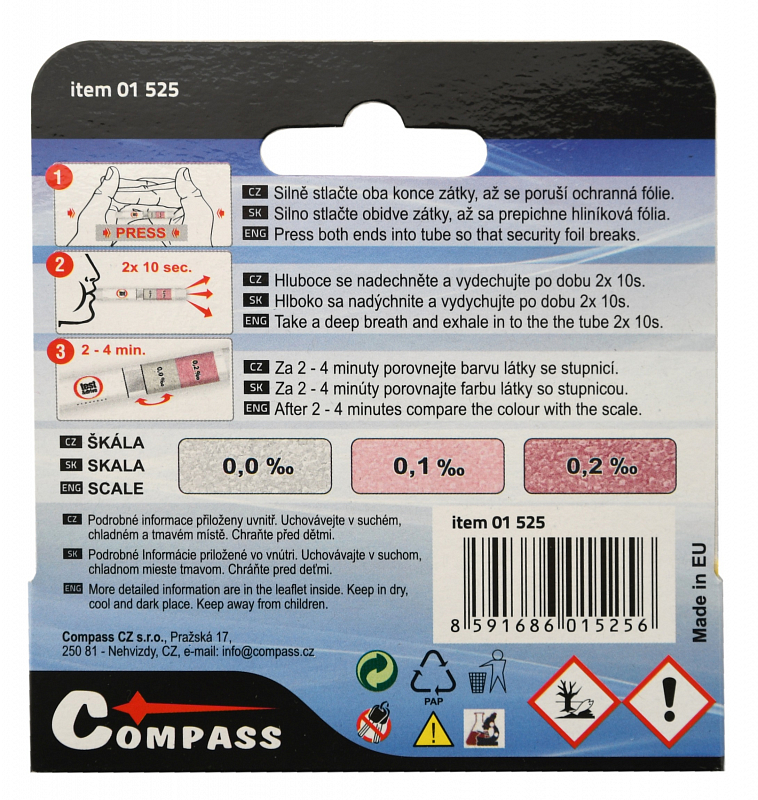 item 01 525
1
PRESS
CZ Silně stlačte oba konce zátky, až se poruší ochranná fólie.
SK Silno stlačte obidve zátky, až sa prepichne hliníková fólia.
ENG Press both ends into tube so that security foil breaks.
2
2x 10 sec.
CZ Hluboce se nadechněte a vydechujte po dobu 2x 10s.
SK Hlboko sa nadýchnite a vydychujte po dobu 2x 10s.
ENG Take a deep breath and exhale in to the the tube 2x 10s.
3
2 - 4 min.
test
0,0 ‰
0,2 ‰
CZ Za 2 - 4 minuty porovnejte barvu látky se stupnicí.
SK Za 2 - 4 minúty porovnajte farbu látky so stupnicou.
ENG After 2 - 4 minutes compare the colour with the scale.
CZ ŠKÁLA
SK SKALA
ENG SCALE
0,0 ‰
0,1 ‰
0,2 ‰
CZ Podrobné informace přiloženy uvnitř. Uchovávejte v suchém,
chladném a tmavém místě. Chraňte před dětmi.
SK Podrobné Informácie priložené vo vnútri. Uchovávajte v suchom,
chladnom mieste tmavom. Chráňte pred deťmi.
ENG More detailed information are in the leaflet inside. Keep in dry,
cool and dark place. Keep away from children.
item 01 525
8 591686 015256
Made in EU
Compass CZ s.r.o., Pražská 17,
250 81 - Nehvizdy, CZ, e-mail: info@compass.cz
PAP
COMPASS